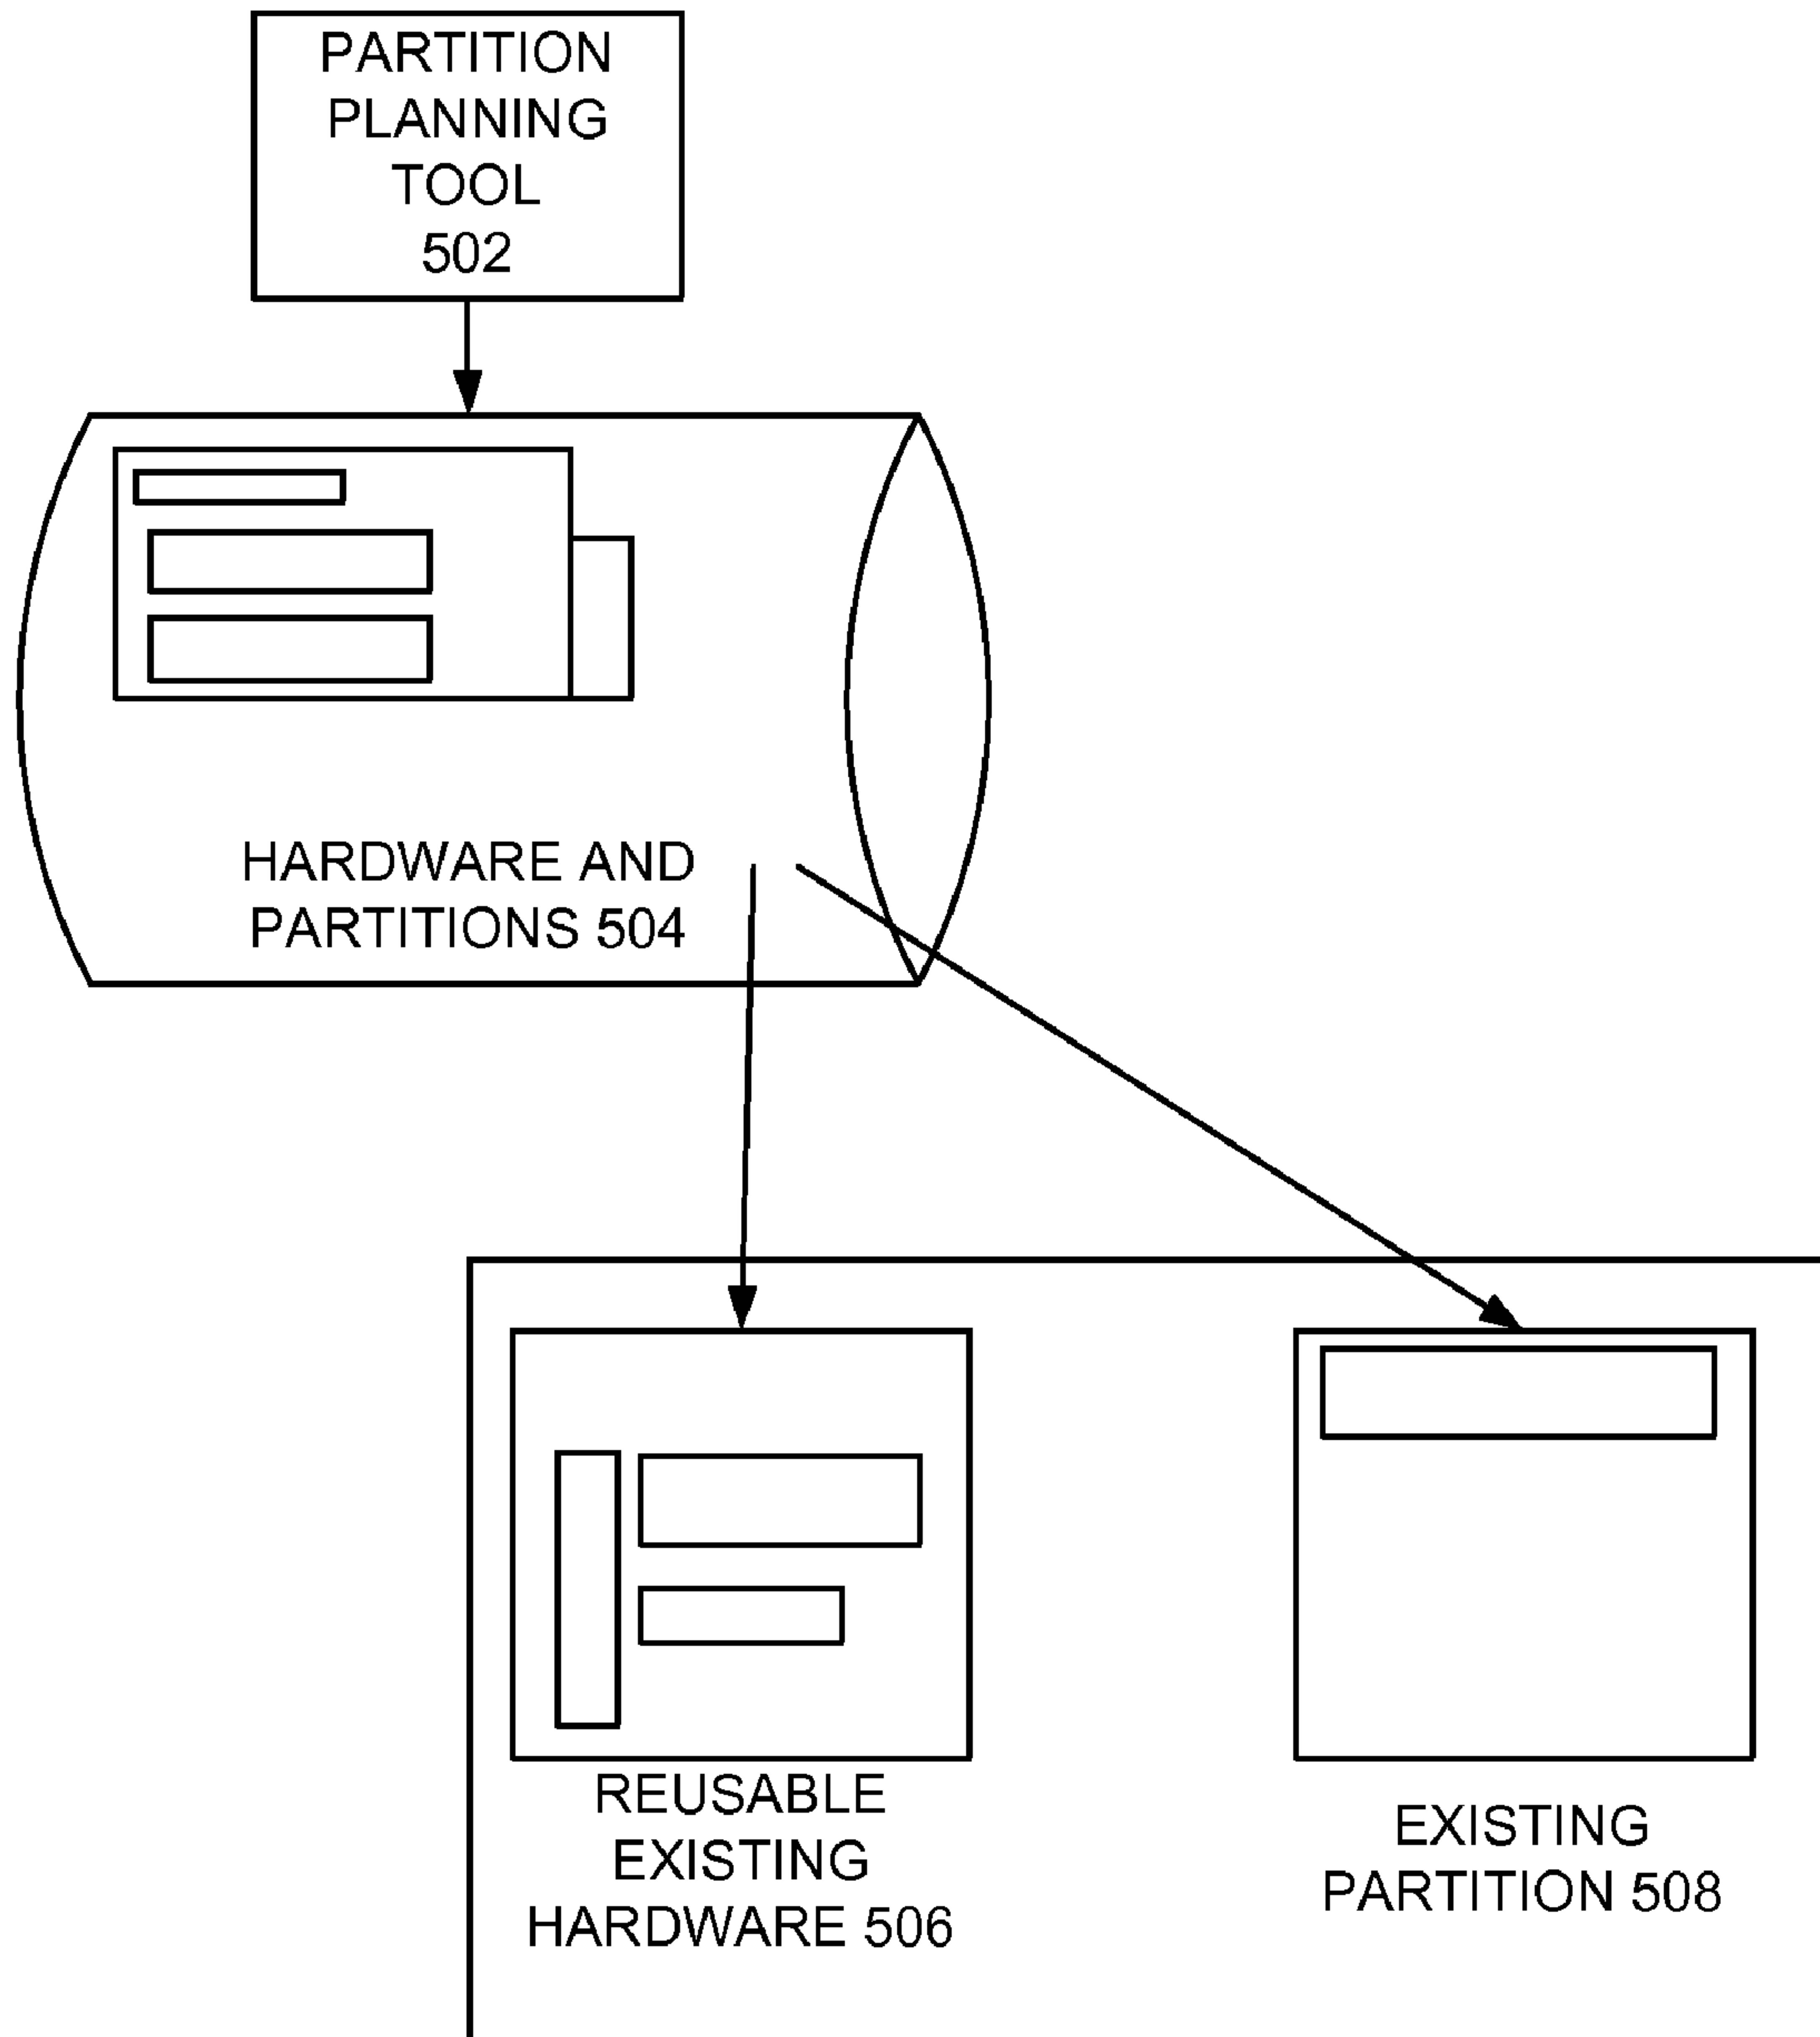 PARTITION
PLANNING
TOOL
502
HARDWARE AND
PARTITIONS 504
REUSABLE
EXISTING
HARDWARE 506
EXISTING
PARTITION 508